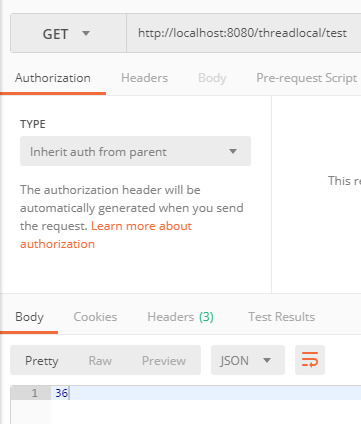 GET http://localhost:8080/threadlocal/test
Authorization Headers Body Pre-request Script
TYPE
Inherit auth from parent
The authorization header will be
automatically generated when you send
the request. Learn more about
authorization
This re
Body Cookies Headers (3) Test Results
Pretty Raw Preview JSON
1 36